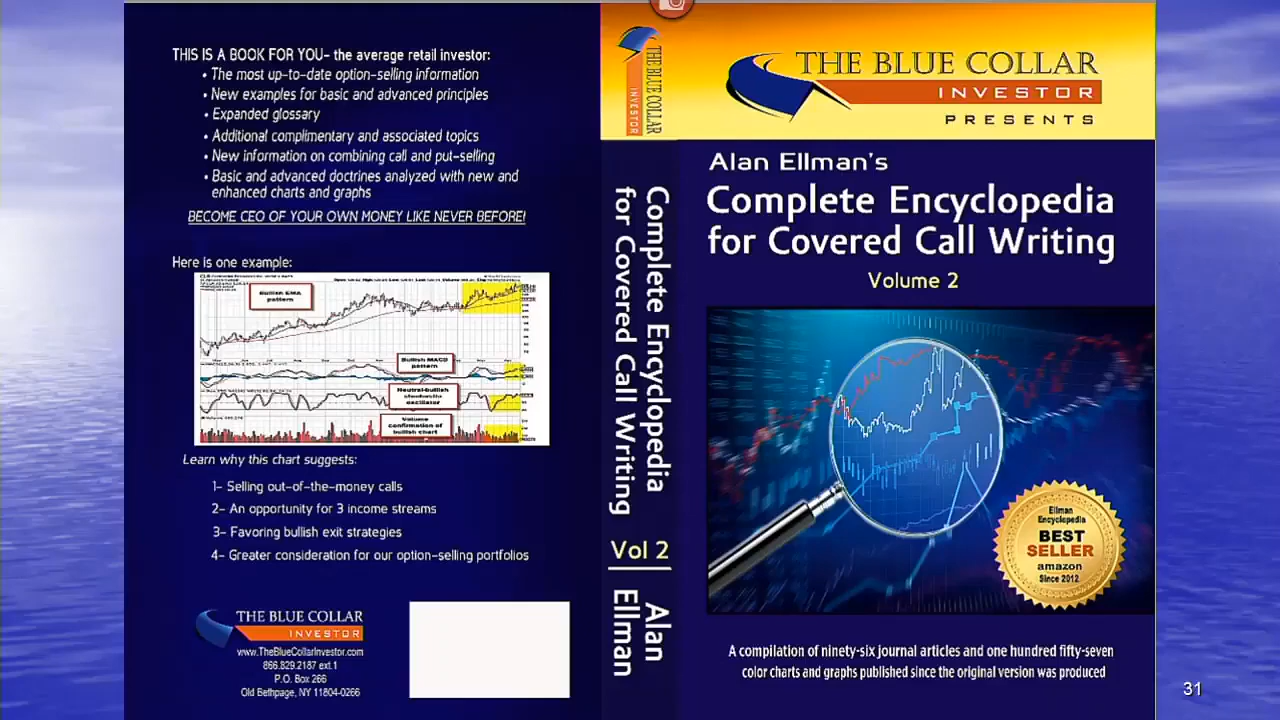 THIS IS A BOOK FOR YOU- the average retail investor:
• The most up-to-date option-selling information
• New examples for basic and advanced principles
• Expanded glossary
• Additional complimentary and associated topics
• New information on combining call and put-selling
• Basic and advanced doctrines analyzed with new and
enhanced charts and graphs
BECOME CEO OF YOUR OWN MONEY LIKE NEVER BEFORE!
Here is one example:
Bullish EMA
pattern
Bullish MACD
pattern
Neutral-bullish
stochastic
oscillator
Volume
confirmation of
bullish chart
Learn why this chart suggests:
1- Selling out-of-the-money calls
2- An opportunity for 3 income streams
3- Favoring bullish exit strategies
4- Greater consideration for our option-selling portfolios
THE BLUE COLLAR
INVESTOR
www.TheBlueCollarInvestor.com
866.829.2187 ext.1
P.O. Box 266
Old Bethpage, NY 11804-0266
THE BLUE COLLAR
INVESTOR
Complete Encyclopedia
for Covered Call Writing
Vol 2
Alan
Ellman
THE BLUE COLLAR
INVESTOR
PRESENTS
Alan Ellman's
Complete Encyclopedia
for Covered Call Writing
Volume 2
Ellman
Encyclopedia
BEST
SELLER
amazon
Since 2012
A compilation of ninety-six journal articles and one hundred fifty-seven
color charts and graphs published since the original version was produced
31